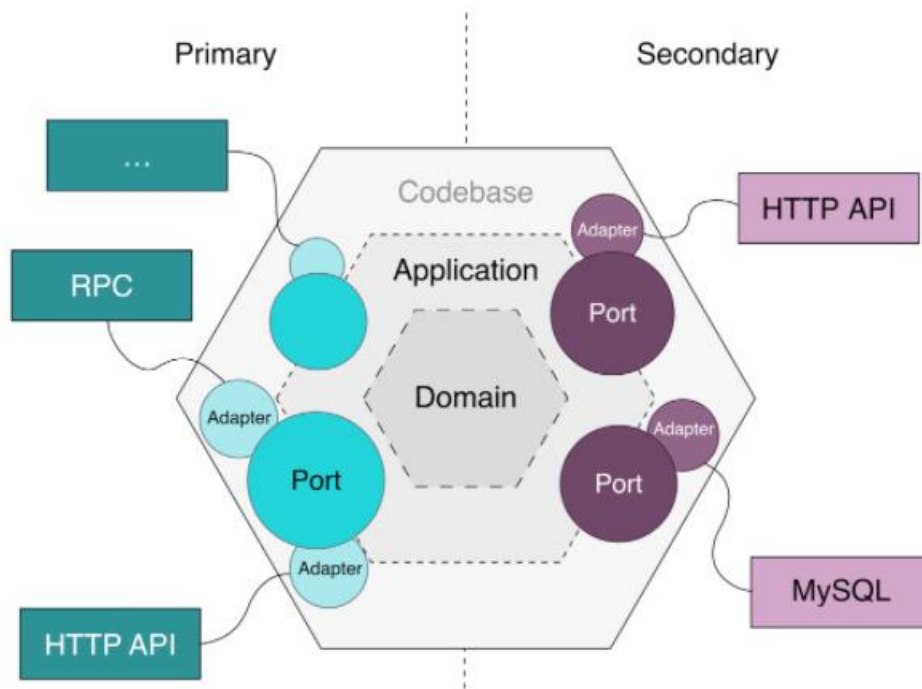 Primary
Secondary
...
Codebase
HTTP API
Adapter
Application
RPC
Port
Domain
Adapter
Adapter
Port
Port
Adapter
MySQL
HTTP API